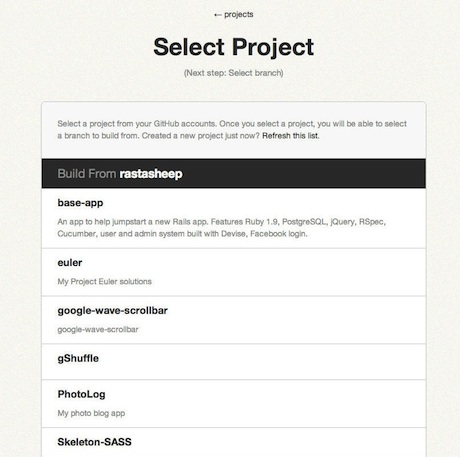 ← projects
Select Project
(Next step: Select branch)
Select a project from your GitHub accounts. Once you select a project, you will be able to select
a branch to build from. Created a new project just now? Refresh this list.
Build From rastasheep
base-app
An app to help jumpstart a new Rails app. Features Ruby 1.9, PostgreSQL, jQuery, RSpec,
Cucumber, user and admin system built with Devise, Facebook login.
euler
My Project Euler solutions
google-wave-scrollbar
google-wave-scrollbar
gShuffle
PhotoLog
My photo blog app
Skeleton-SASS